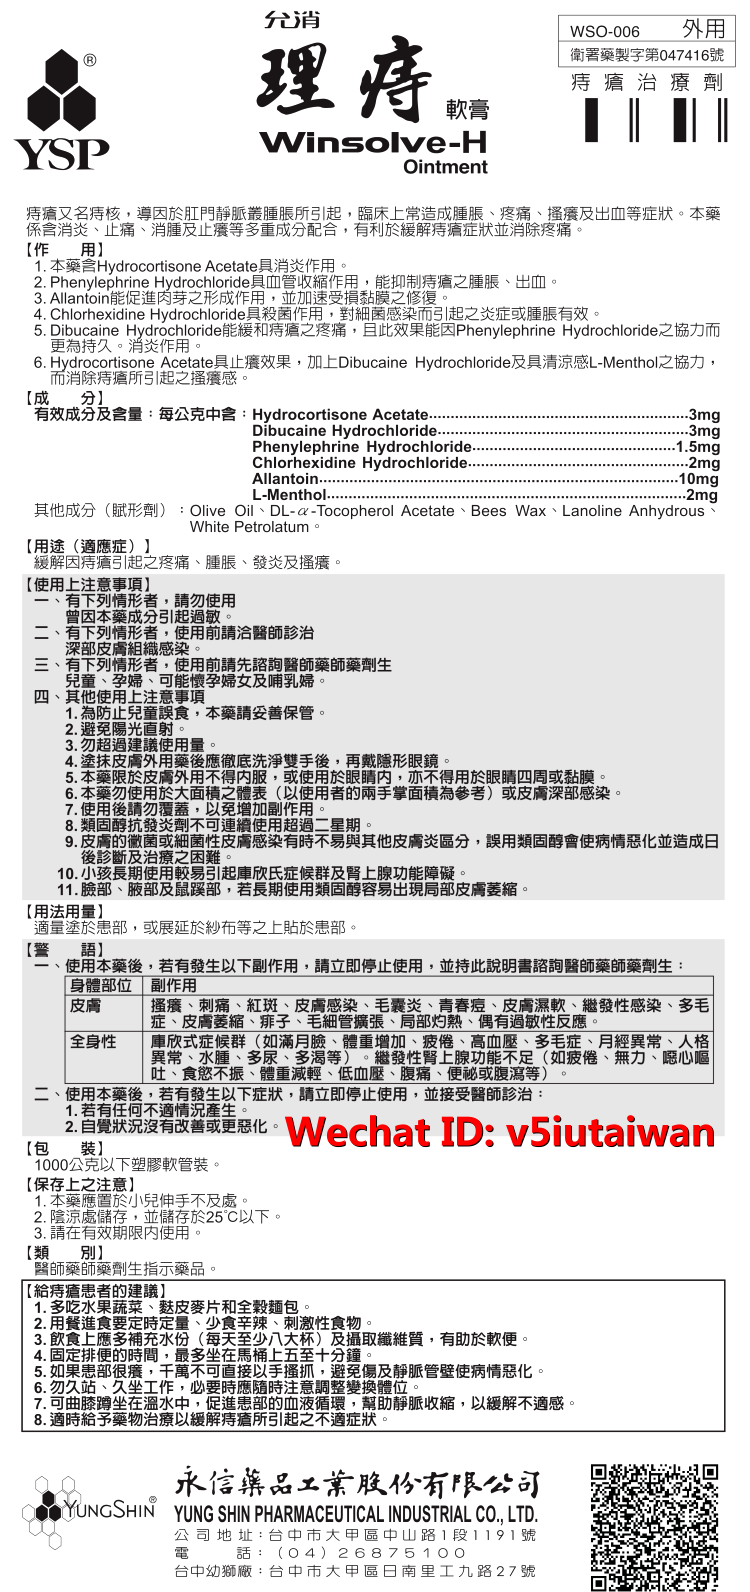 允消
理痔 軟膏
Winsolve-H
Ointment
YSP®
WSO-006 外用
衛署藥製字第047416號
痔瘡治療劑
痔瘡又名痔核，導因於肛門靜脈叢腫脹所引起，臨床上常造成腫脹、疼痛、搔癢及出血等症狀。本藥
係含消炎、止痛、消腫及止癢等多重成分配合，有利於緩解痔瘡症狀並消除疼痛。
【作　用】
1. 本藥含Hydrocortisone Acetate具消炎作用。
2. Phenylephrine Hydrochloride具血管收縮作用，能抑制痔瘡之腫脹、出血。
3. Allantoin能促進肉芽之形成作用，並加速受損黏膜之修復。
4. Chlorhexidine Hydrochloride具殺菌作用，對細菌感染而引起之炎症或腫脹有效。
5. Dibucaine Hydrochloride能緩和痔瘡之疼痛，且此效果能因Phenylephrine Hydrochloride之協力而
更為持久。消炎作用。
6. Hydrocortisone Acetate具止癢效果，加上Dibucaine Hydrochloride及具清涼感L-Menthol之協力，
而消除痔瘡所引起之搔癢感。
【成　分】
有效成分及含量：每公克中含：Hydrocortisone Acetate…3mg
Dibucaine Hydrochloride…3mg
Phenylephrine Hydrochloride…1.5mg
Chlorhexidine Hydrochloride…2mg
Allantoin…10mg
L-Menthol…2mg
其他成分（賦形劑）：Olive Oil、DL-α-Tocopherol Acetate、Bees Wax、Lanoline Anhydrous、
White Petrolatum。
【用途（適應症）】
緩解因痔瘡引起之疼痛、腫脹、發炎及搔癢。
【使用上注意事項】
一、有下列情形者，請勿使用
曾因本藥成分引起過敏。
二、有下列情形者，使用前請洽醫師診治
深部皮膚組織感染。
三、有下列情形者，使用前請先諮詢醫師藥師藥劑生
兒童、孕婦、可能懷孕婦女及哺乳婦。
四、其他使用上注意事項
1. 為防止兒童誤食，本藥請妥善保管。
2. 避免陽光直射。
3. 勿超過建議使用量。
4. 塗抹皮膚外用藥後應徹底洗淨雙手後，再戴隱形眼鏡。
5. 本藥限於皮膚外用不得內服，或使用於眼睛內，亦不得用於眼睛四周或黏膜。
6. 本藥勿使用於大面積之體表（以使用者的兩手掌面積為參考）或皮膚深部感染。
7. 使用後請勿覆蓋，以免增加副作用。
8. 類固醇抗發炎劑不可連續使用超過二星期。
9. 皮膚的黴菌或細菌性皮膚感染有時不易與其他皮膚炎區分，誤用類固醇會使病情惡化並造成日
後診斷及治療之困難。
10. 小孩長期使用較易引起庫欣氏症候群及腎上腺功能障礙。
11. 臉部、腋部及鼠蹊部，若長期使用類固醇容易出現局部皮膚萎縮。
【用法用量】
適量塗於患部，或展延於紗布等之上貼於患部。
【警　語】
一、使用本藥後，若有發生以下副作用，請立即停止使用，並持此說明書諮詢醫師藥師藥劑生：
身體部位 副作用
皮膚 搔癢、刺痛、紅斑、皮膚感染、毛囊炎、青春痘、皮膚濕軟、繼發性感染、多毛
症、皮膚萎縮、痱子、毛細管擴張、局部灼熱、偶有過敏性反應。
全身性 庫欣式症候群（如滿月臉、體重增加、疲倦、高血壓、多毛症、月經異常、人格
異常、水腫、多尿、多渴等）。繼發性腎上腺功能不足（如疲倦、無力、噁心嘔
吐、食慾不振、體重減輕、低血壓、腹痛、便祕或腹瀉等）。
二、使用本藥後，若有發生以下症狀，請立即停止使用，並接受醫師診治：
1. 若有任何不適情況產生。
2. 自覺狀況沒有改善或更惡化。
Wechat ID: v5iutaiwan
【包　裝】
1000公克以下塑膠軟管裝。
【保存上之注意】
1. 本藥應置於小兒伸手不及處。
2. 陰涼處儲存，並儲存於25℃以下。
3. 請在有效期限內使用。
【類　別】
醫師藥師藥劑生指示藥品。
【給痔瘡患者的建議】
1. 多吃水果蔬菜、麩皮麥片和全穀麵包。
2. 用餐進食要定時定量、少食辛辣、刺激性食物。
3. 飲食上應多補充水份（每天至少八大杯）及攝取纖維質，有助於軟便。
4. 固定排便的時間，最多坐在馬桶上五至十分鐘。
5. 如果患部很癢，千萬不可直接以手搔抓，避免傷及靜脈管壁使病情惡化。
6. 勿久站、久坐工作，必要時應隨時注意調整變換體位。
7. 可曲膝蹲坐在溫水中，促進患部的血液循環，幫助靜脈收縮，以緩解不適感。
8. 適時給予藥物治療以緩解痔瘡所引起之不適症狀。
YUNGSHIN®
永信藥品工業股份有限公司
YUNG SHIN PHARMACEUTICAL INDUSTRIAL CO., LTD.
公司地址：台中市大甲區中山路1段1191號
電　　話：（04）26875100
台中幼獅廠：台中市大甲區日南里工九路27號